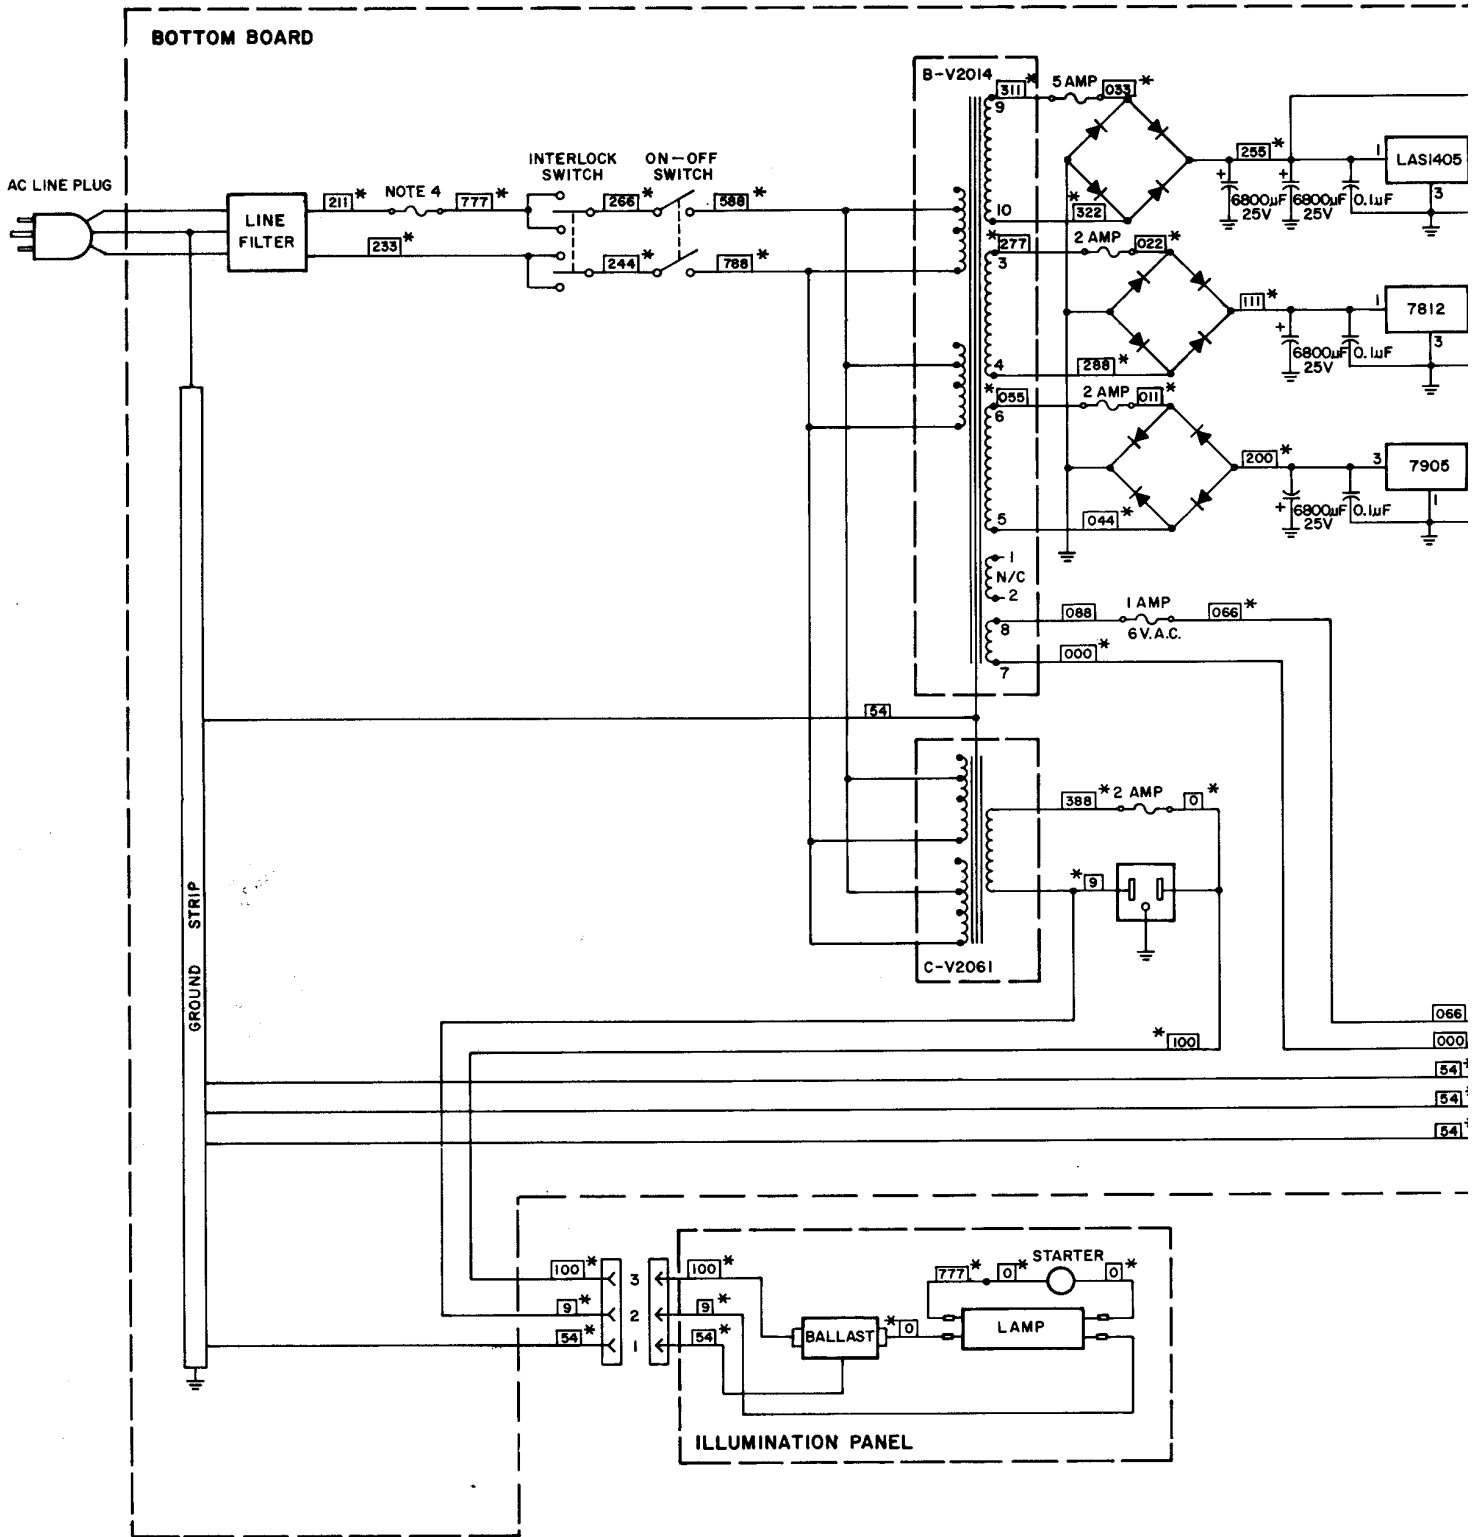 BOTTOM BOARD
B-V2014
311*
9
5 AMP
033*
10
*
322
255*
+
6800µF
25V
+
6800µF
25V
0.1µF
1
LAS1405
3
AC LINE PLUG
LINE
FILTER
211*
NOTE 4
777*
233*
INTERLOCK
SWITCH
266*
244*
ON-OFF
SWITCH
588*
788*
*277
3
2 AMP
022*
4
288*
111*
+
6800µF
25V
0.1µF
1
7812
3
*055
6
2 AMP
011*
5
044*
200*
+
6800µF
25V
0.1µF
3
7905
1
1
N/C
2
8
088
1 AMP
6 V.A.C.
066*
000*
7
54
388*
2 AMP
0*
*9
C-V2061
GROUND STRIP
*100
066
000
54*
54*
54*
100*
3
100*
9*
2
9*
54*
1
54*
BALLAST
*0
777*
0*
STARTER
0*
LAMP
ILLUMINATION PANEL